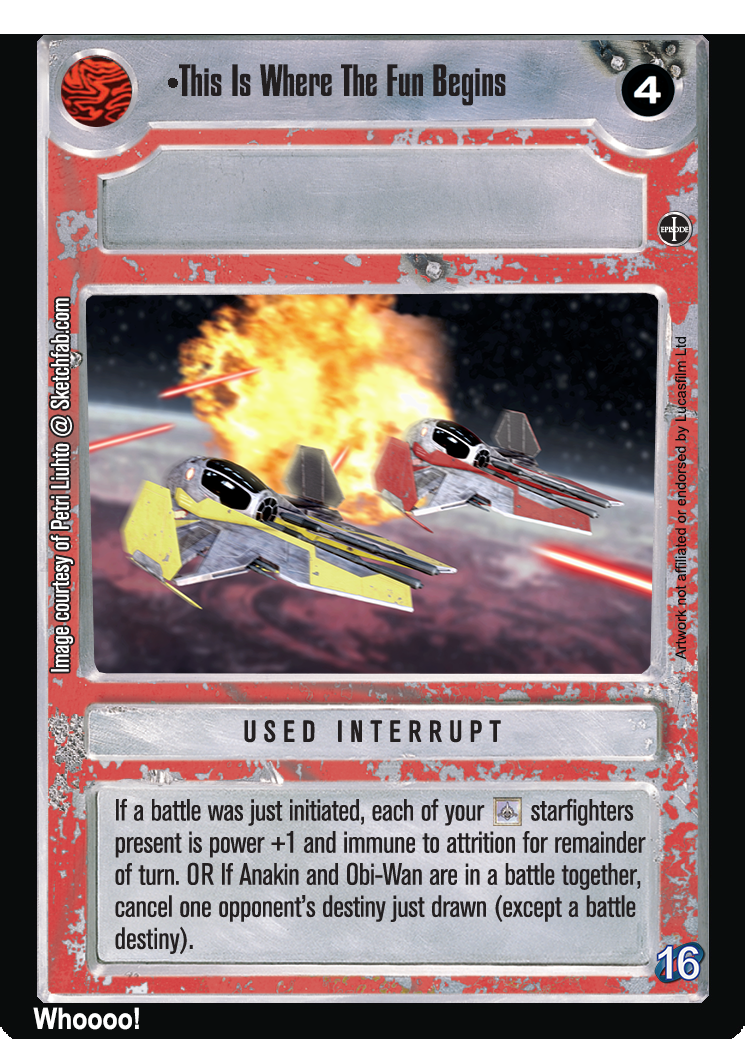 •This Is Where The Fun Begins
4
EPISODE I
Image courtesy of Petri Liuhto @ Sketchfab.com
Artwork not affiliated or endorsed by Lucasfilm Ltd
USED INTERRUPT
If a battle was just initiated, each of your starfighters
present is power +1 and immune to attrition for remainder
of turn. OR If Anakin and Obi-Wan are in a battle together,
cancel one opponent's destiny just drawn (except a battle
destiny).
16
Whoooo!